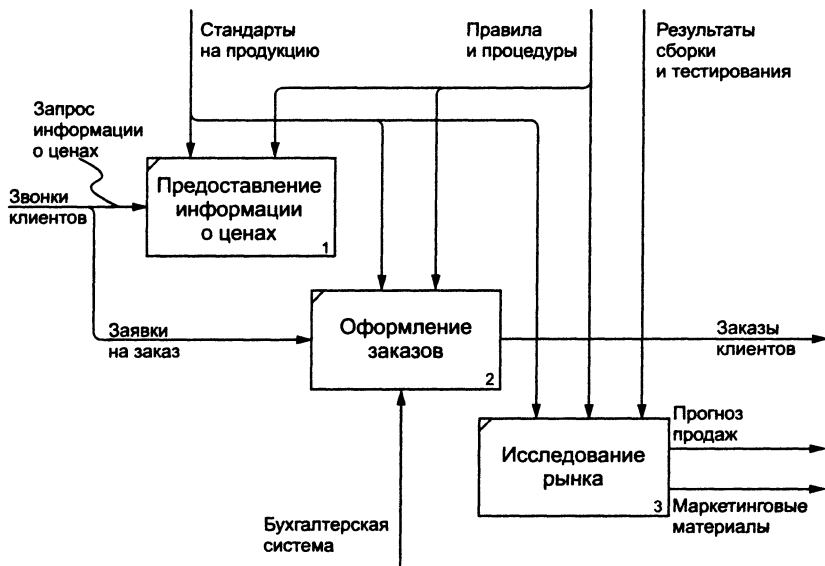 Стандарты
на продукцию
Правила
и процедуры
Результаты
сборки
и тестирования
Запрос
информации
о ценах
Звонки
клиентов
Предоставление
информации
о ценах
1
Заявки
на заказ
Оформление
заказов
2
Заказы
клиентов
Исследование
рынка
3
Прогноз
продаж
Маркетинговые
материалы
Бухгалтерская
система